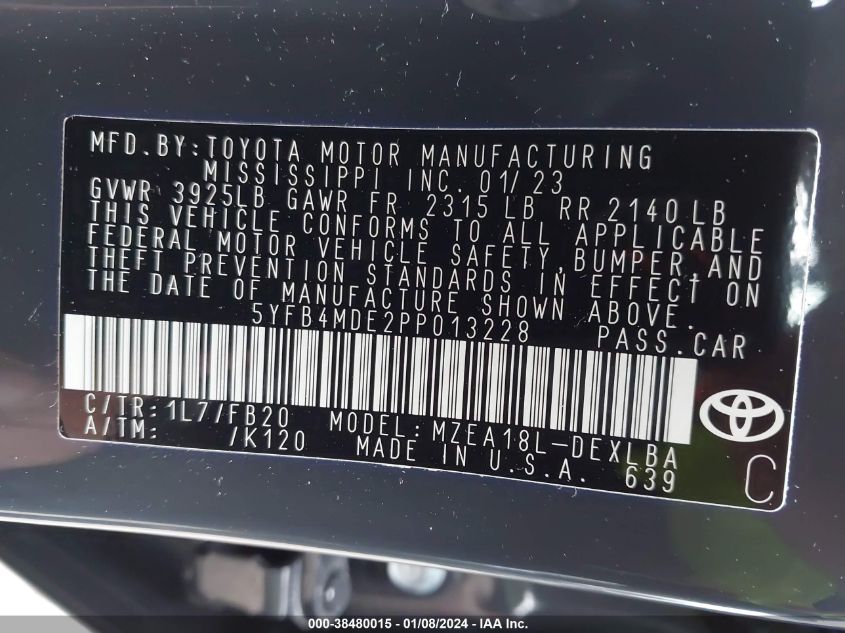 MFD.BY:TOYOTA MOTOR MANUFACTURING
MISSISSIPPI INC. 01/23
GVWR 3925LB GAWR FR 2315 LB RR 2140 LB
THIS VEHICLE CONFORMS TO ALL APPLICABLE
FEDERAL MOTOR VEHICLE SAFETY,BUMPER,AND
THEFT PREVENTION STANDARDS IN EFFECT ON
THE DATE OF MANUFACTURE SHOWN ABOVE.
5YFB4MDE2PP013228 PASS.CAR
C/TR:1L7/FB20 MODEL:MZEA18L-DEXLBA
A/TM: /K120 MADE IN U.S.A. 639
C
000-38480015 - 01/08/2024 - IAA Inc.